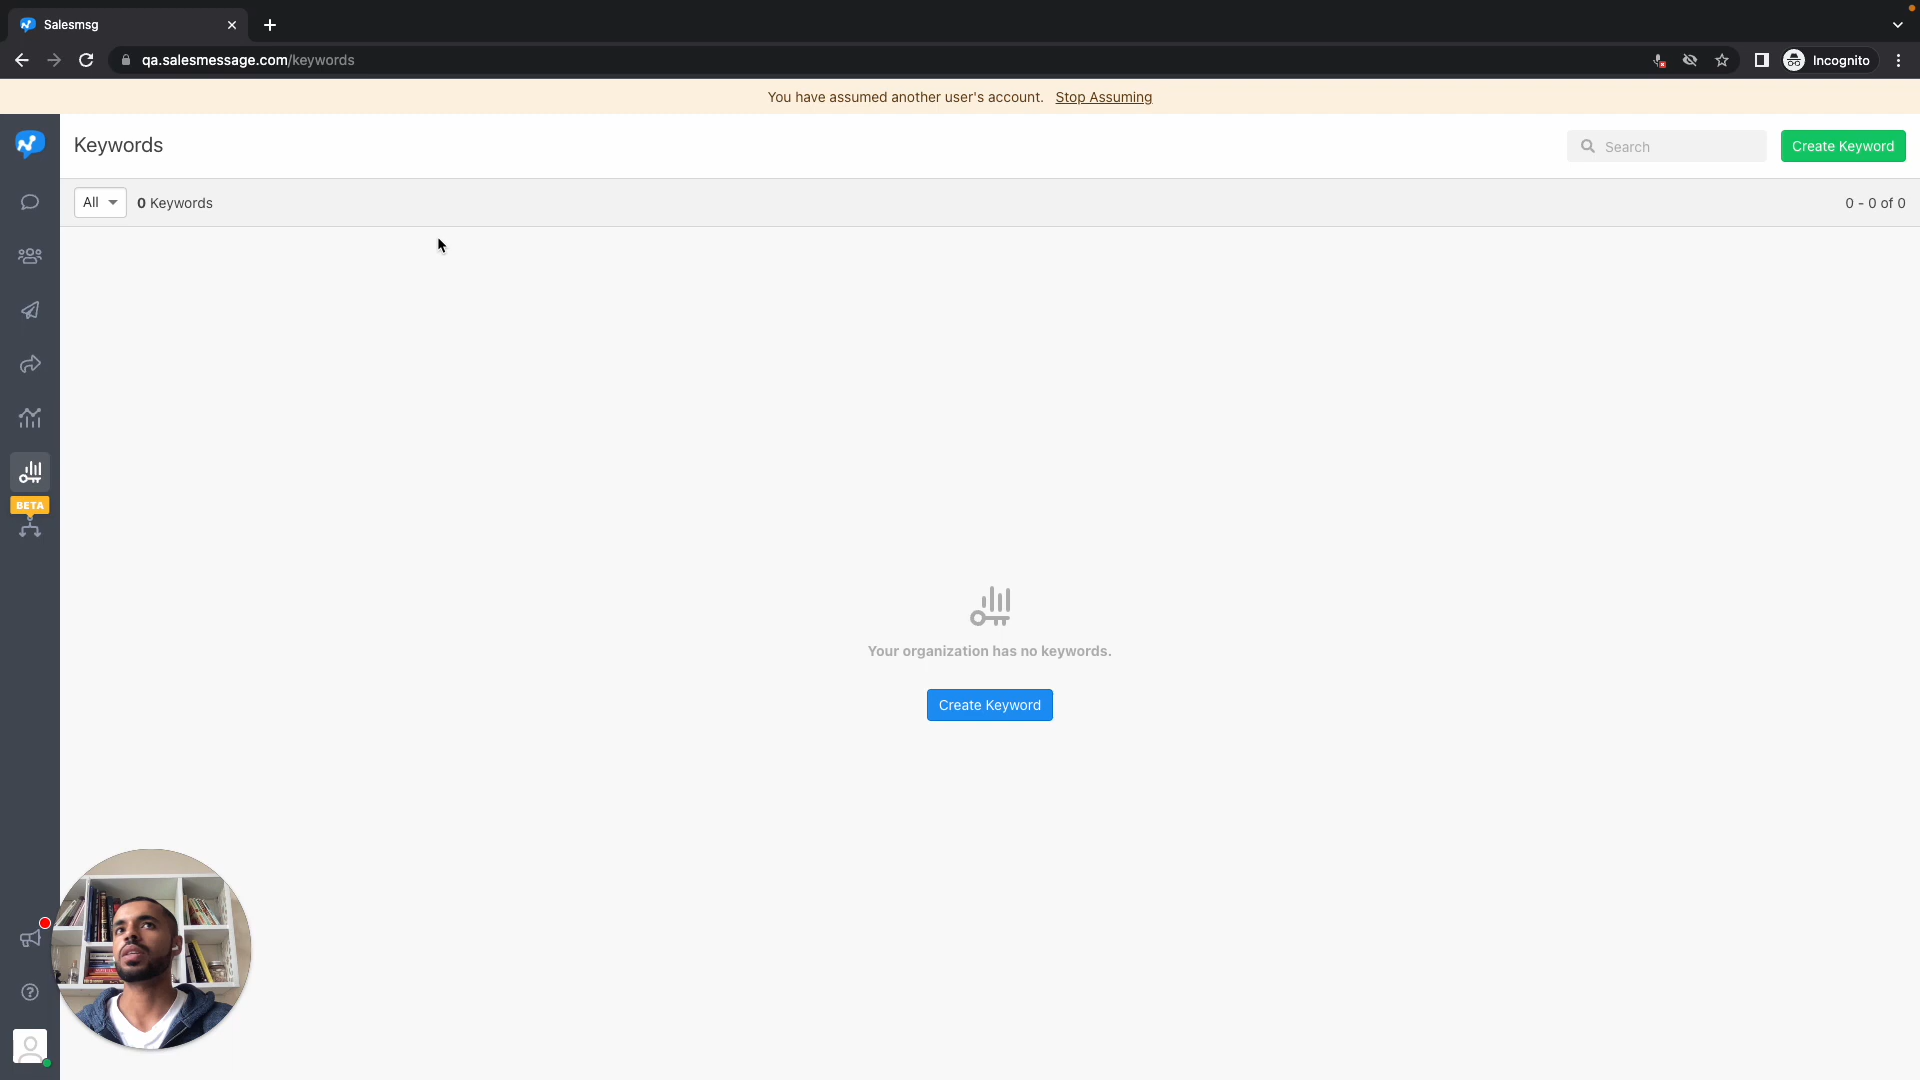 Salesmsg
qa.salesmessage.com/keywords
Incognito
You have assumed another user's account. Stop Assuming
Keywords
Search
Create Keyword
All
0 Keywords
0 - 0 of 0
BETA
Your organization has no keywords.
Create Keyword